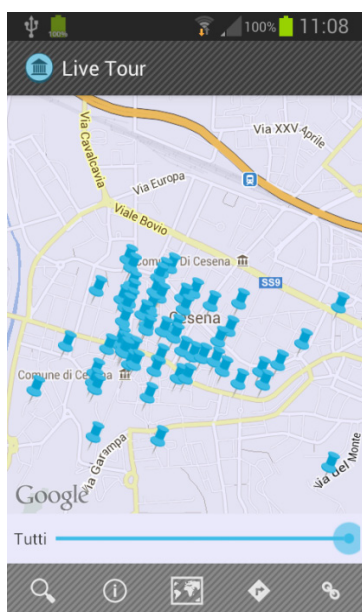 100% 100% 11:08
Live Tour
Via Cavalcavia
Via XXV Aprile
Via Europa
Viale Bovio
Comune Di Cesena
SS9
Cesena
Comune di Cesena
Via Garampa
Via del Monte
Google
Tutti